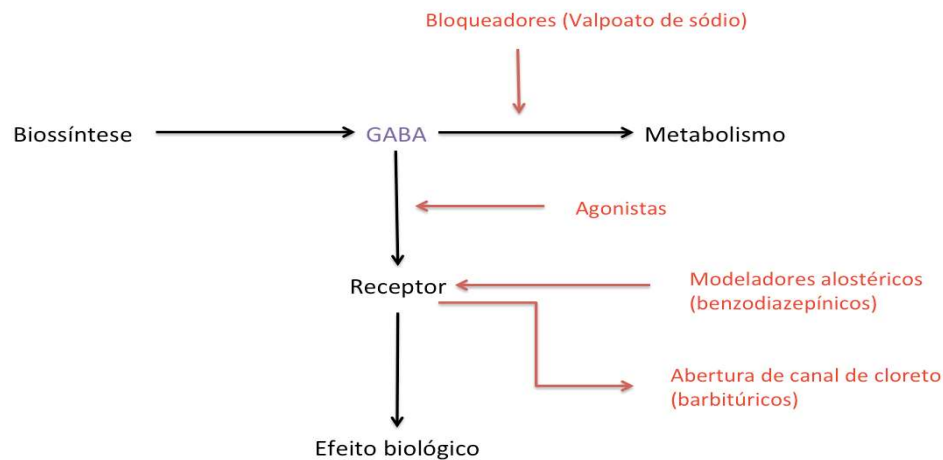 Bloqueadores (Valpoato de sódio)
Biossíntese
GABA
Metabolismo
Agonistas
Receptor
Modeladores alostéricos
(benzodiazepínicos)
Abertura de canal de cloreto
(barbitúricos)
Efeito biológico